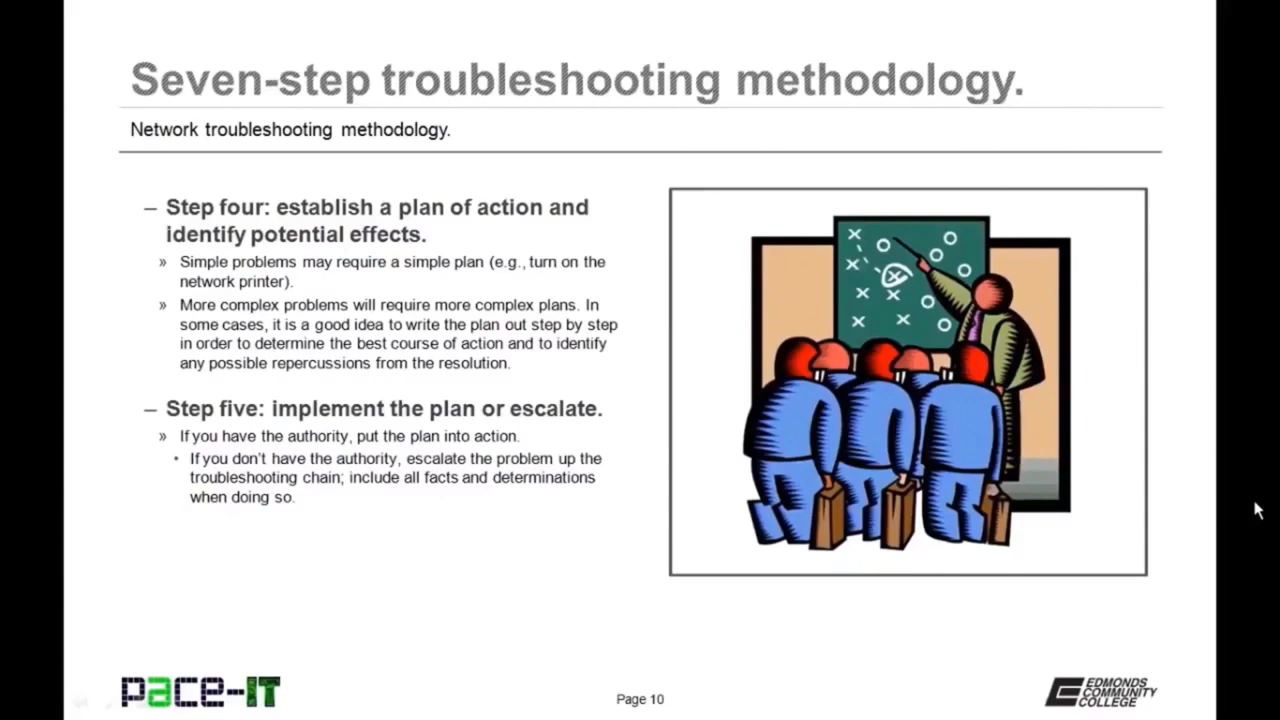 Seven-step troubleshooting methodology.
Network troubleshooting methodology.
– Step four: establish a plan of action and
identify potential effects.
» Simple problems may require a simple plan (e.g., turn on the
network printer).
» More complex problems will require more complex plans. In
some cases, it is a good idea to write the plan out step by step
in order to determine the best course of action and to identify
any possible repercussions from the resolution.
– Step five: implement the plan or escalate.
» If you have the authority, put the plan into action.
• If you don't have the authority, escalate the problem up the
troubleshooting chain; include all facts and determinations
when doing so.
pace-IT
Page 10
EDMONDS
COMMUNITY
COLLEGE